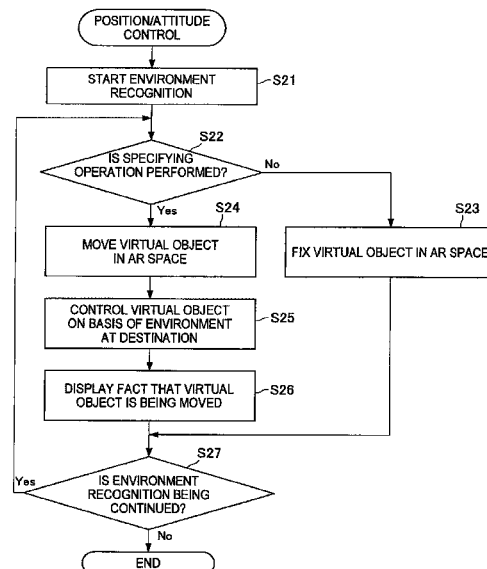 POSITION/ATTITUDE
CONTROL
START ENVIRONMENT
RECOGNITION
S21
S22
IS SPECIFYING
OPERATION PERFORMED?
No
Yes
S24
MOVE VIRTUAL OBJECT
IN AR SPACE
S23
FIX VIRTUAL OBJECT IN AR SPACE
CONTROL VIRTUAL OBJECT
ON BASIS OF ENVIRONMENT
AT DESTINATION
S25
DISPLAY FACT THAT VIRTUAL
OBJECT IS BEING MOVED
S26
S27
Yes
IS ENVIRONMENT
RECOGNITION BEING
CONTINUED?
No
END